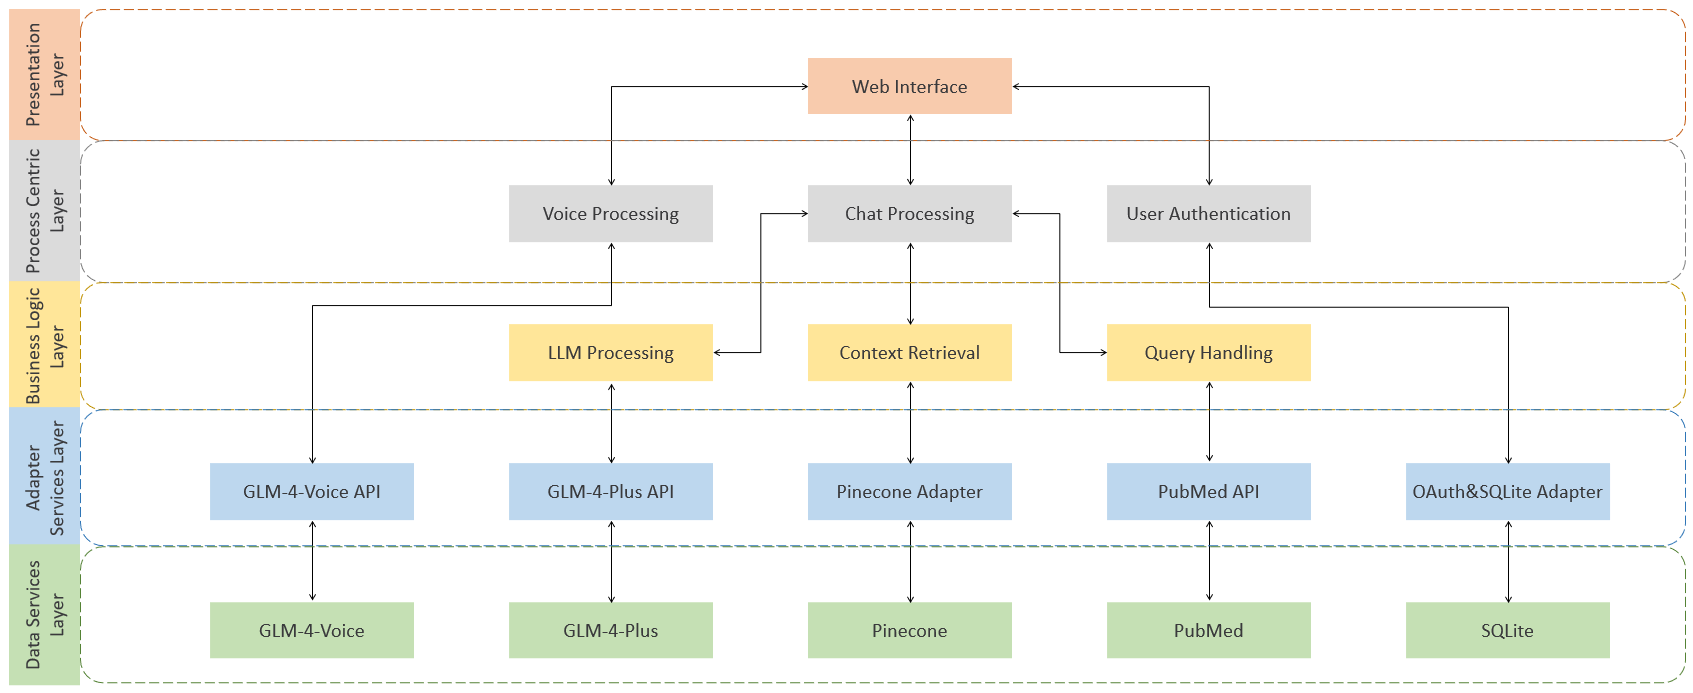 Presentation
Layer
Web Interface
Process Centric
Layer
Voice Processing
Chat Processing
User Authentication
Business Logic
Layer
LLM Processing
Context Retrieval
Query Handling
Adapter
Services Layer
GLM-4-Voice API
GLM-4-Plus API
Pinecone Adapter
PubMed API
OAuth&SQLite Adapter
Data Services
Layer
GLM-4-Voice
GLM-4-Plus
Pinecone
PubMed
SQLite